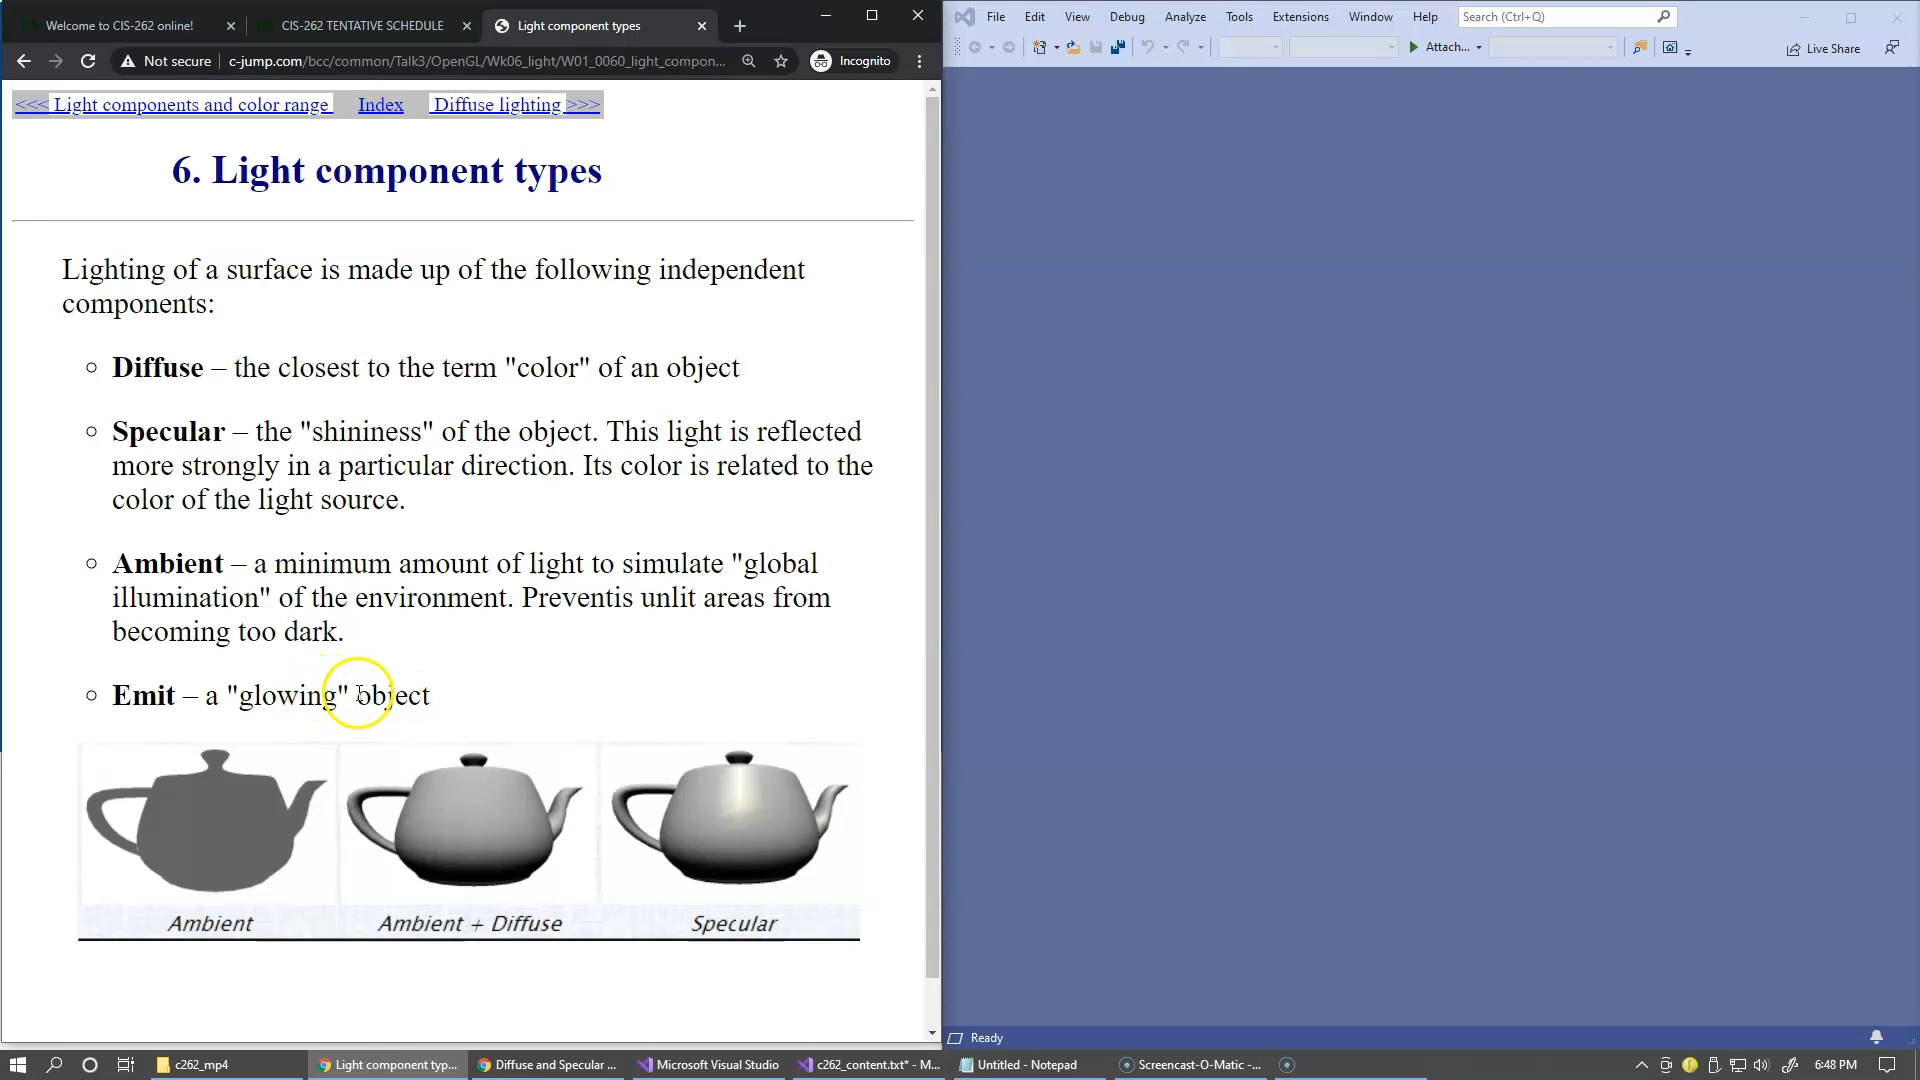 Welcome to CIS-262 online!
CIS-262 TENTATIVE SCHEDULE
Light component types
Not secure
c-jump.com/bcc/common/Talk3/OpenGL/Wk06_light/W01_0060_light_compon...
Incognito
<<< Light components and color range Index Diffuse lighting >>>
6. Light component types
Lighting of a surface is made up of the following independent
components:
Diffuse – the closest to the term "color" of an object
Specular – the "shininess" of the object. This light is reflected
more strongly in a particular direction. Its color is related to the
color of the light source.
Ambient – a minimum amount of light to simulate "global
illumination" of the environment. Preventis unlit areas from
becoming too dark.
Emit – a "glowing" object
Ambient
Ambient + Diffuse
Specular
File Edit View Debug Analyze Tools Extensions Window Help
Search (Ctrl+Q)
Attach...
Live Share
Ready
c262_mp4
Light component typ...
Diffuse and Specular ...
Microsoft Visual Studio
c262_content.txt* - M...
Untitled - Notepad
Screencast-O-Matic -...
6:48 PM